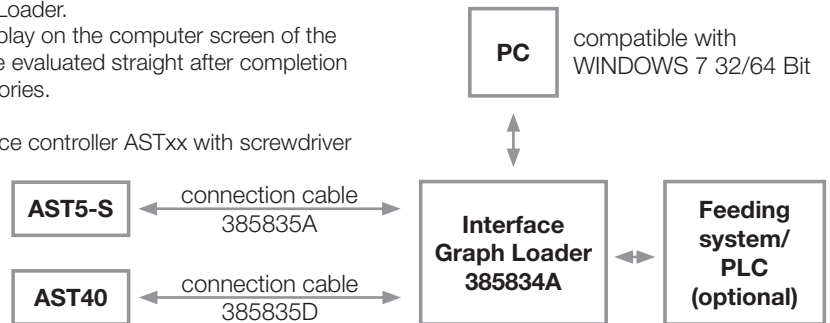 Loader.
play on the computer screen of the
e evaluated straight after completion
ories.
ce controller ASTxx with screwdriver
PC
compatible with
WINDOWS 7 32/64 Bit
AST5-S
connection cable
385835A
AST40
connection cable
385835D
Interface
Graph Loader
385834A
Feeding
system/
PLC
(optional)